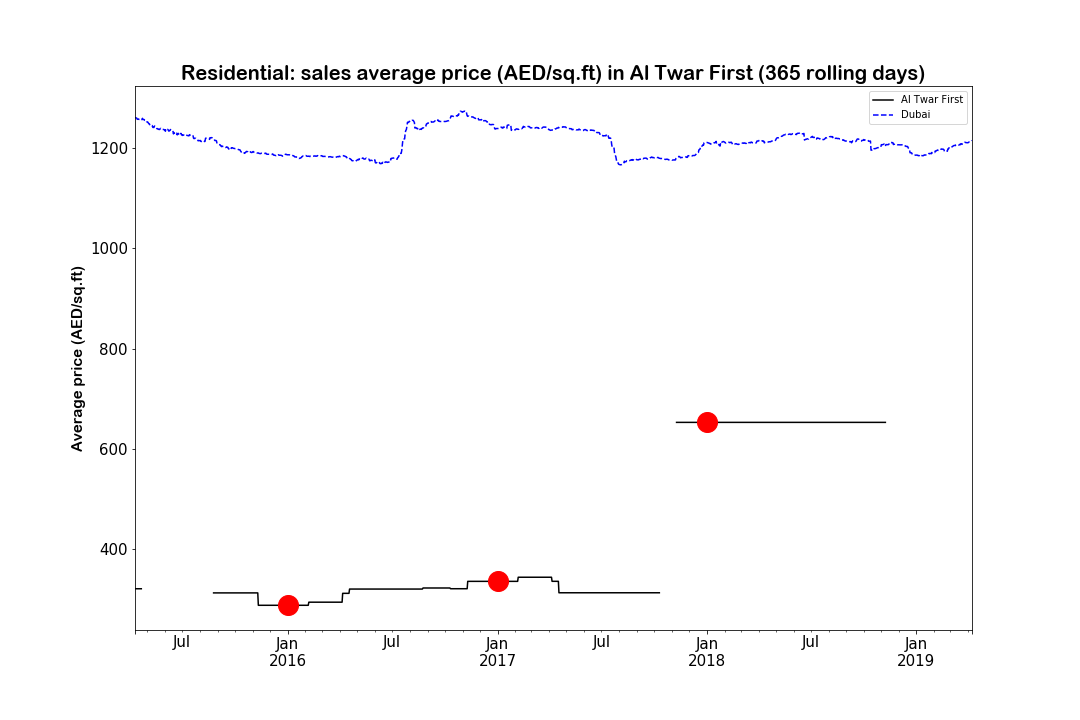 Residential: sales average price (AED/sq.ft) in Al Twar First (365 rolling days)
Al Twar First
Dubai
Average price (AED/sq.ft)
1200
1000
800
600
400
Jul
Jan
2016
Jul
Jan
2017
Jul
Jan
2018
Jul
Jan
2019